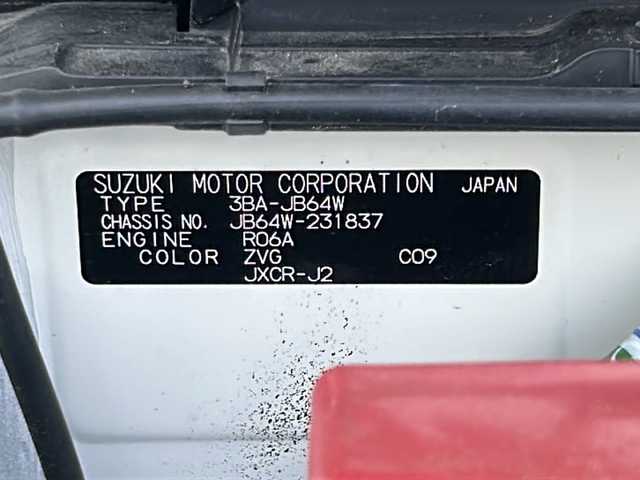 SUZUKI MOTOR CORPORATION JAPAN
TYPE 3BA-JB64W
CHASSIS NO. JB64W-231837
ENGINE R06A
COLOR ZVG C09
JXCR-J2